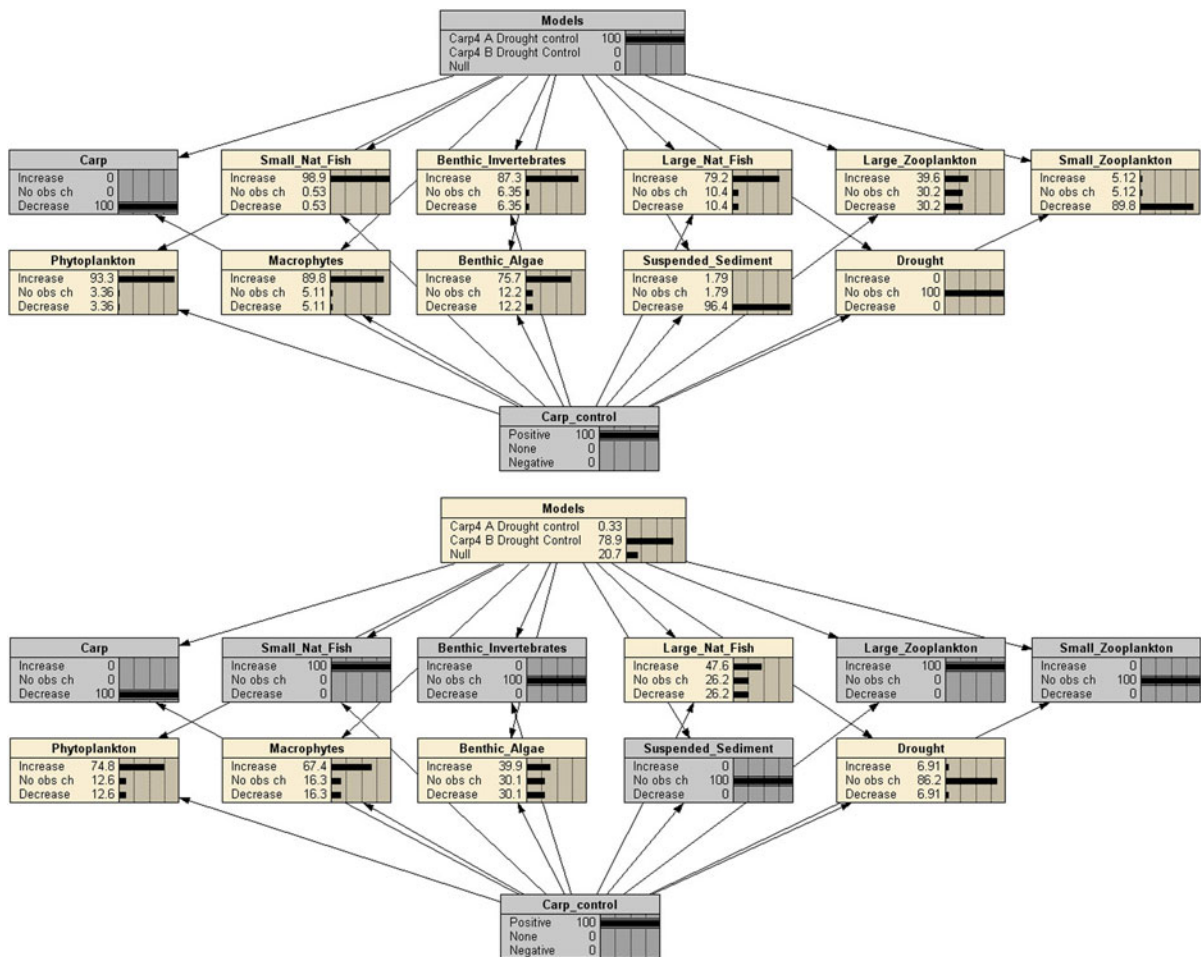 Models
Carp4 A Drought control 100
Carp4 B Drought Control 0
Null 0
Carp
Increase 0
No obs ch 0
Decrease 100
Small_Nat_Fish
Increase 98.9
No obs ch 0.53
Decrease 0.53
Benthic_Invertebrates
Increase 87.3
No obs ch 6.35
Decrease 6.35
Large_Nat_Fish
Increase 79.2
No obs ch 10.4
Decrease 10.4
Large_Zooplankton
Increase 39.6
No obs ch 30.2
Decrease 30.2
Small_Zooplankton
Increase 5.12
No obs ch 5.12
Decrease 89.8
Phytoplankton
Increase 93.3
No obs ch 3.36
Decrease 3.36
Macrophytes
Increase 89.8
No obs ch 5.11
Decrease 5.11
Benthic_Algae
Increase 75.7
No obs ch 12.2
Decrease 12.2
Suspended_Sediment
Increase 1.79
No obs ch 1.79
Decrease 96.4
Drought
Increase 0
No obs ch 100
Decrease 0
Carp_control
Positive 100
None 0
Negative 0
Models
Carp4 A Drought control 0.33
Carp4 B Drought Control 78.9
Null 20.7
Carp
Increase 0
No obs ch 0
Decrease 100
Small_Nat_Fish
Increase 100
No obs ch 0
Decrease 0
Benthic_Invertebrates
Increase 0
No obs ch 100
Decrease 0
Large_Nat_Fish
Increase 47.6
No obs ch 26.2
Decrease 26.2
Large_Zooplankton
Increase 100
No obs ch 0
Decrease 0
Small_Zooplankton
Increase 0
No obs ch 100
Decrease 0
Phytoplankton
Increase 74.8
No obs ch 12.6
Decrease 12.6
Macrophytes
Increase 67.4
No obs ch 16.3
Decrease 16.3
Benthic_Algae
Increase 39.9
No obs ch 30.1
Decrease 30.1
Suspended_Sediment
Increase 0
No obs ch 100
Decrease 0
Drought
Increase 6.91
No obs ch 86.2
Decrease 6.91
Carp_control
Positive 100
None 0
Negative 0